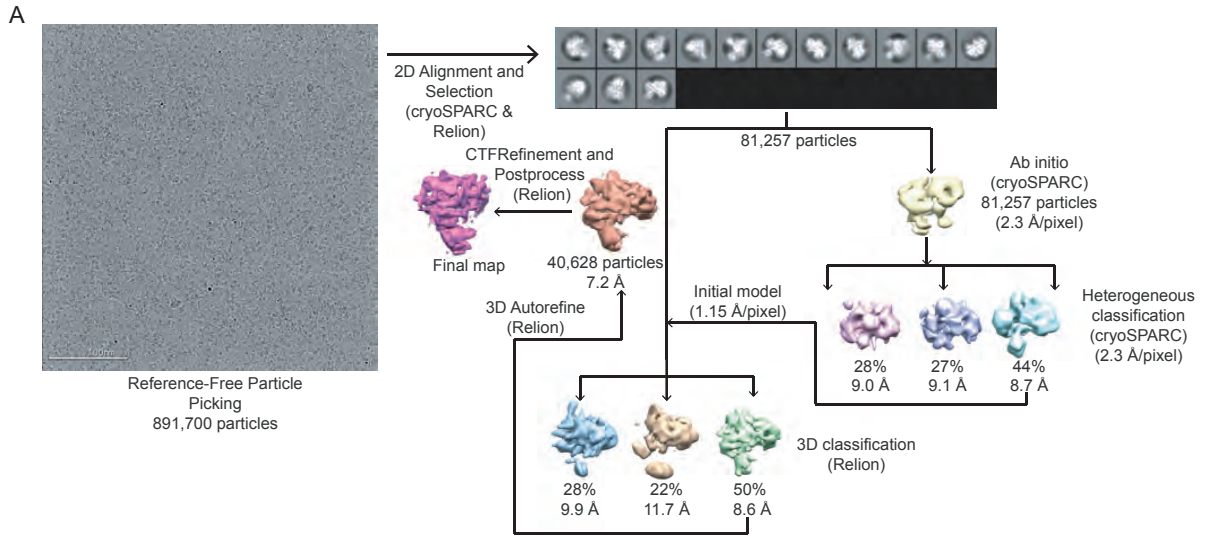 A
100nm
Reference-Free Particle
Picking
891,700 particles
2D Alignment and
Selection
(cryoSPARC &
Relion)
81,257 particles
Ab initio
(cryoSPARC)
81,257 particles
(2.3 Å/pixel)
Heterogeneous
classification
(cryoSPARC)
(2.3 Å/pixel)
28%
9.0 Å
27%
9.1 Å
44%
8.7 Å
Initial model
(1.15 Å/pixel)
3D classification
(Relion)
28%
9.9 Å
22%
11.7 Å
50%
8.6 Å
3D Autorefine
(Relion)
40,628 particles
7.2 Å
CTFRefinement and
Postprocess
(Relion)
Final map